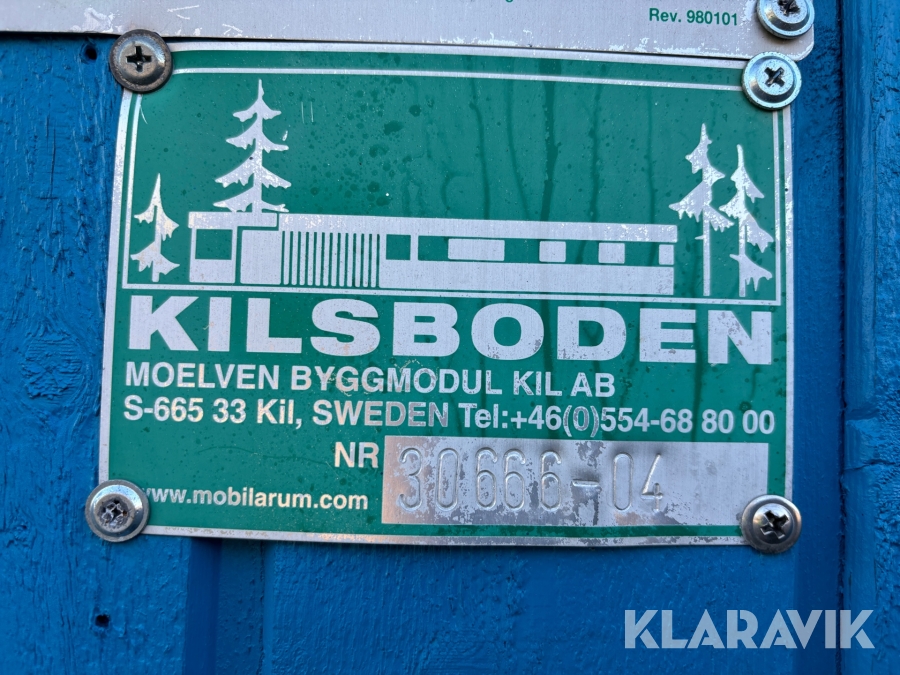 Rev. 980101
KILSBODEN
MOELVEN BYGGMODUL KIL AB
S-665 33 Kil, SWEDEN Tel:+46(0)554-68 80 00
NR 30666-04
www.mobilarum.com
KLARAVIK